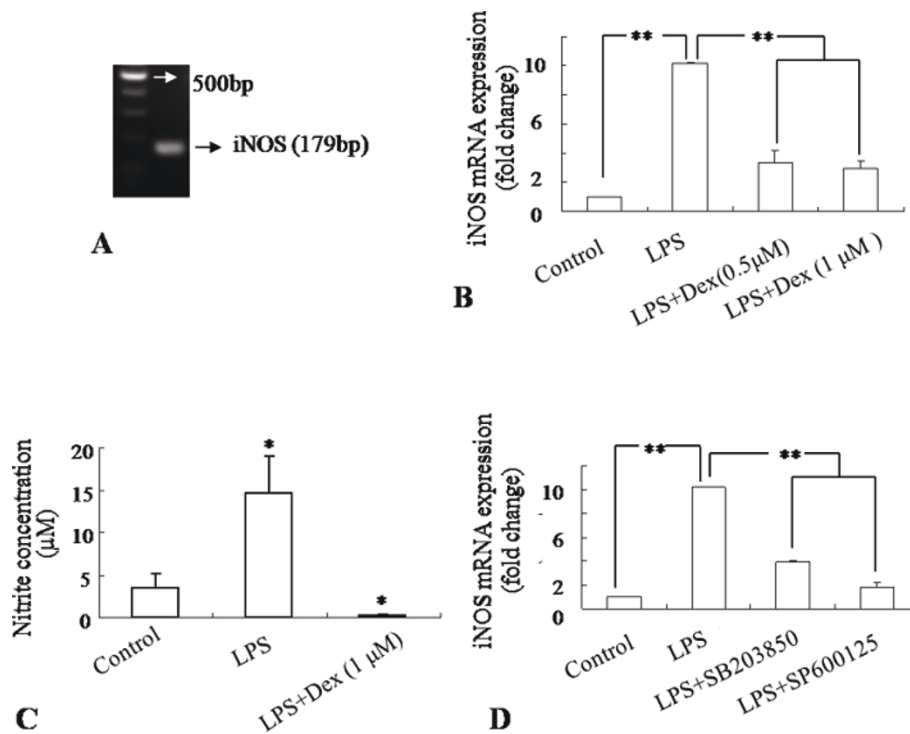 500bp
iNOS (179bp)
A
iNOS mRNA expression
(fold change)
10
6
2
0
**
**
Control
LPS
LPS+Dex(0.5μM)
LPS+Dex (1 μM )
B
Nitrite concentration
(μM)
20
15
10
5
0
*
*
Control
LPS
LPS+Dex (1 μM)
C
iNOS mRNA expression
(fold change)
10
6
2
0
**
**
Control
LPS
LPS+SB203850
LPS+SP600125
D